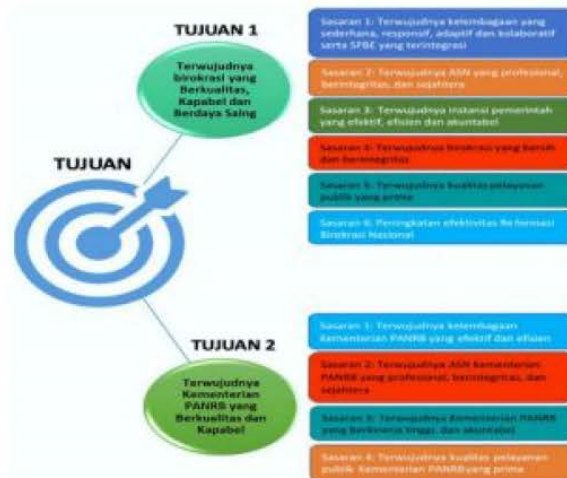 TUJUAN 1
Terwujudnya
birokrasi yang
Berkualitas,
Kapabel dan
Berdaya Saing
Sasaran 1: Terwujudnya kelembagaan yang
sederhana, responsif, adaptif dan kolaboratif
serta SPBE yang terintegrasi
Sasaran 2: Terwujudnya ASN yang profesional,
berintegritas, dan sejahtera
Sasaran 3: Terwujudnya instansi pemerintah
yang efektif, efisien dan akuntabel
Sasaran 4: Terwujudnya birokrasi yang bersih
dan berintegritas
Sasaran 5: Terwujudnya kualitas pelayanan
publik yang prima
Sasaran 6: Peningkatan efektivitas Reformasi
Birokrasi Nasional
TUJUAN
TUJUAN 2
Terwujudnya
Kementerian
PANRB yang
Berkualitas dan
Kapabel
Sasaran 1: Terwujudnya kelembagaan
Kementerian PANRB yang efektif dan efisien
Sasaran 2: Terwujudnya ASN kementerian
PANRB yang profesional, berintegritas, dan
sejahtera
Sasaran 3: Terwujudnya Kementerian PANRB
yang berkinerja tinggi, dan akuntabel
Sasaran 4: Terwujudnya kualitas pelayanan
publik Kementerian PANRB yang prima